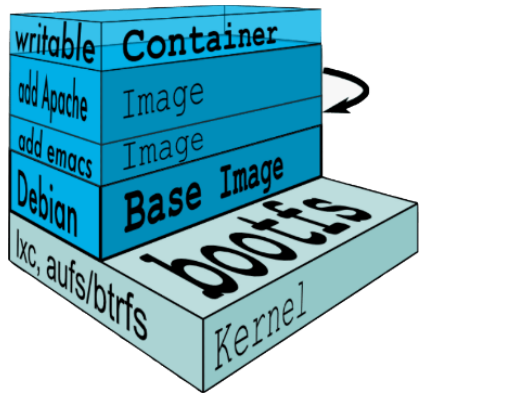 writable Container
add Apache Image
add emacs Image
Debian Base Image
bootfs
lxc, aufs/btrfs
Kernel